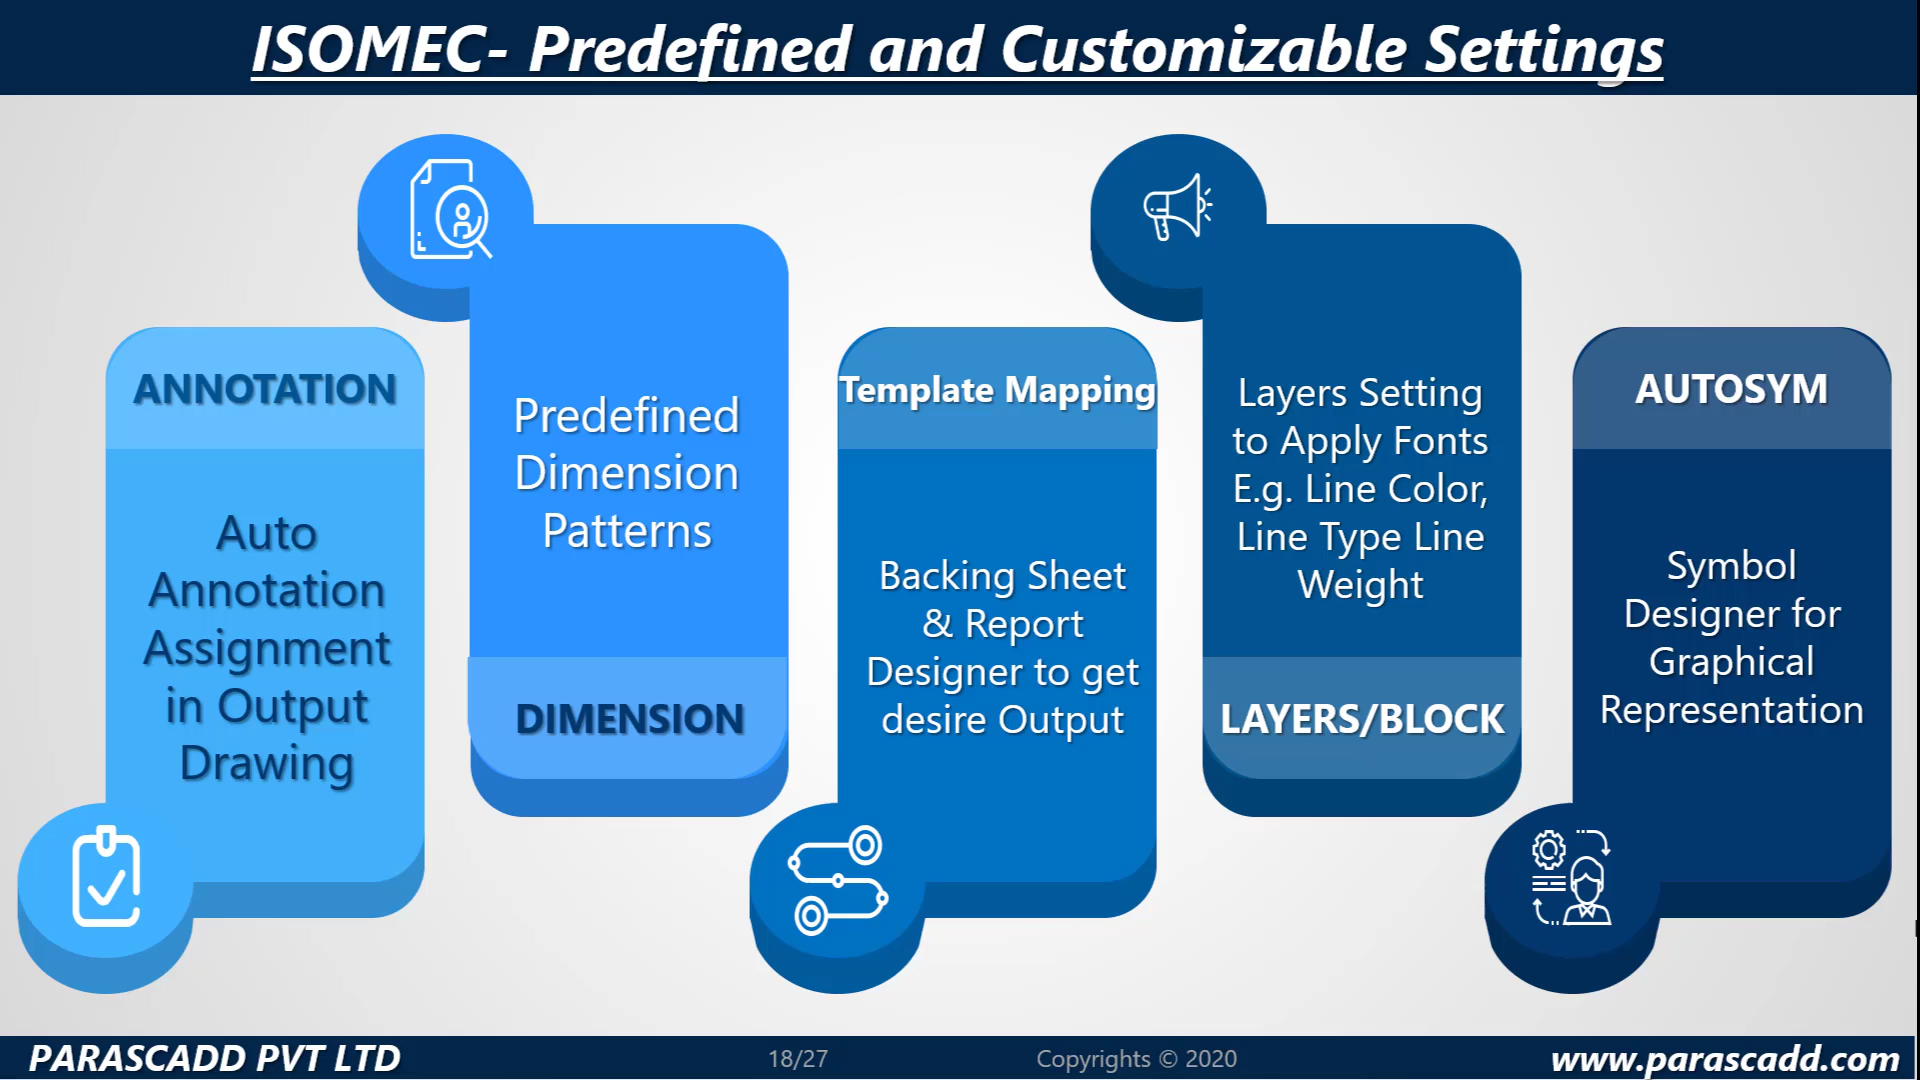 ISOMEC- Predefined and Customizable Settings
ANNOTATION
Auto
Annotation
Assignment
in Output
Drawing
Predefined
Dimension
Patterns
DIMENSION
Template Mapping
Backing Sheet
& Report
Designer to get
desire Output
Layers Setting
to Apply Fonts
E.g. Line Color,
Line Type Line
Weight
LAYERS/BLOCK
AUTOSYM
Symbol
Designer for
Graphical
Representation
PARASCADD PVT LTD
18/27
Copyrights © 2020
www.parascadd.com